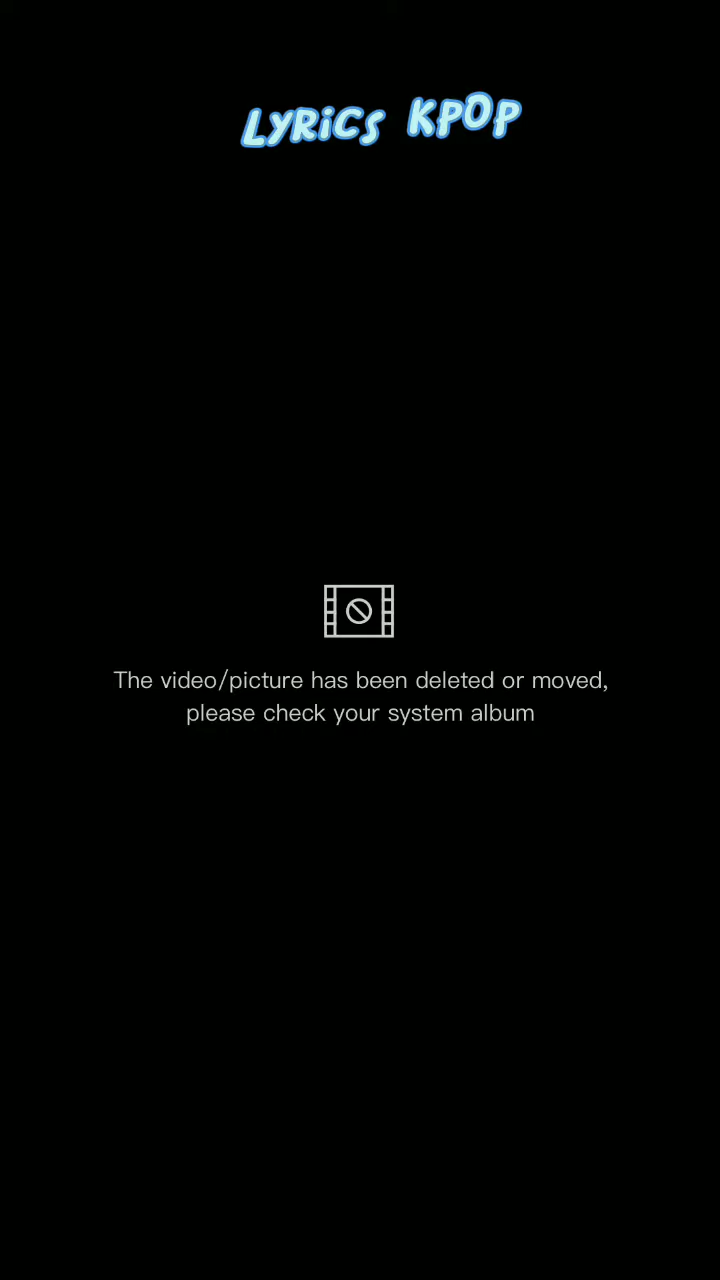 LYRiCS KPOP
The video/picture has been deleted or moved,
please check your system album